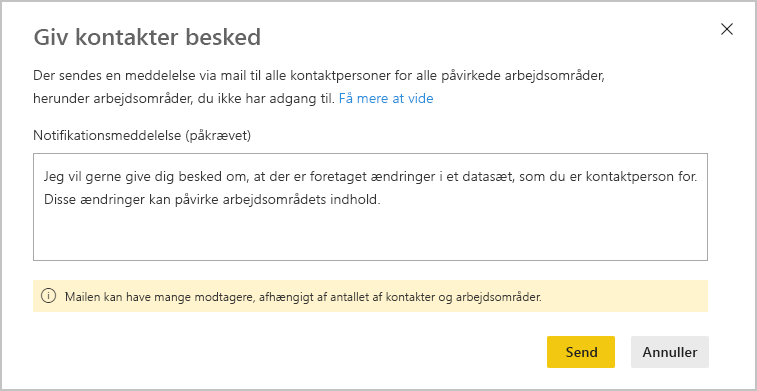 Giv kontakter besked
Der sendes en meddelelse via mail til alle kontaktpersoner for alle påvirkede arbejdsområder,
herunder arbejdsområder, du ikke har adgang til. Få mere at vide
Notifikationsmeddelelse (påkrævet)
Jeg vil gerne give dig besked om, at der er foretaget ændringer i et datasæt, som du er kontaktperson for.
Disse ændringer kan påvirke arbejdsområdets indhold.
Mailen kan have mange modtagere, afhængigt af antallet af kontakter og arbejdsområder.
Send Annuller